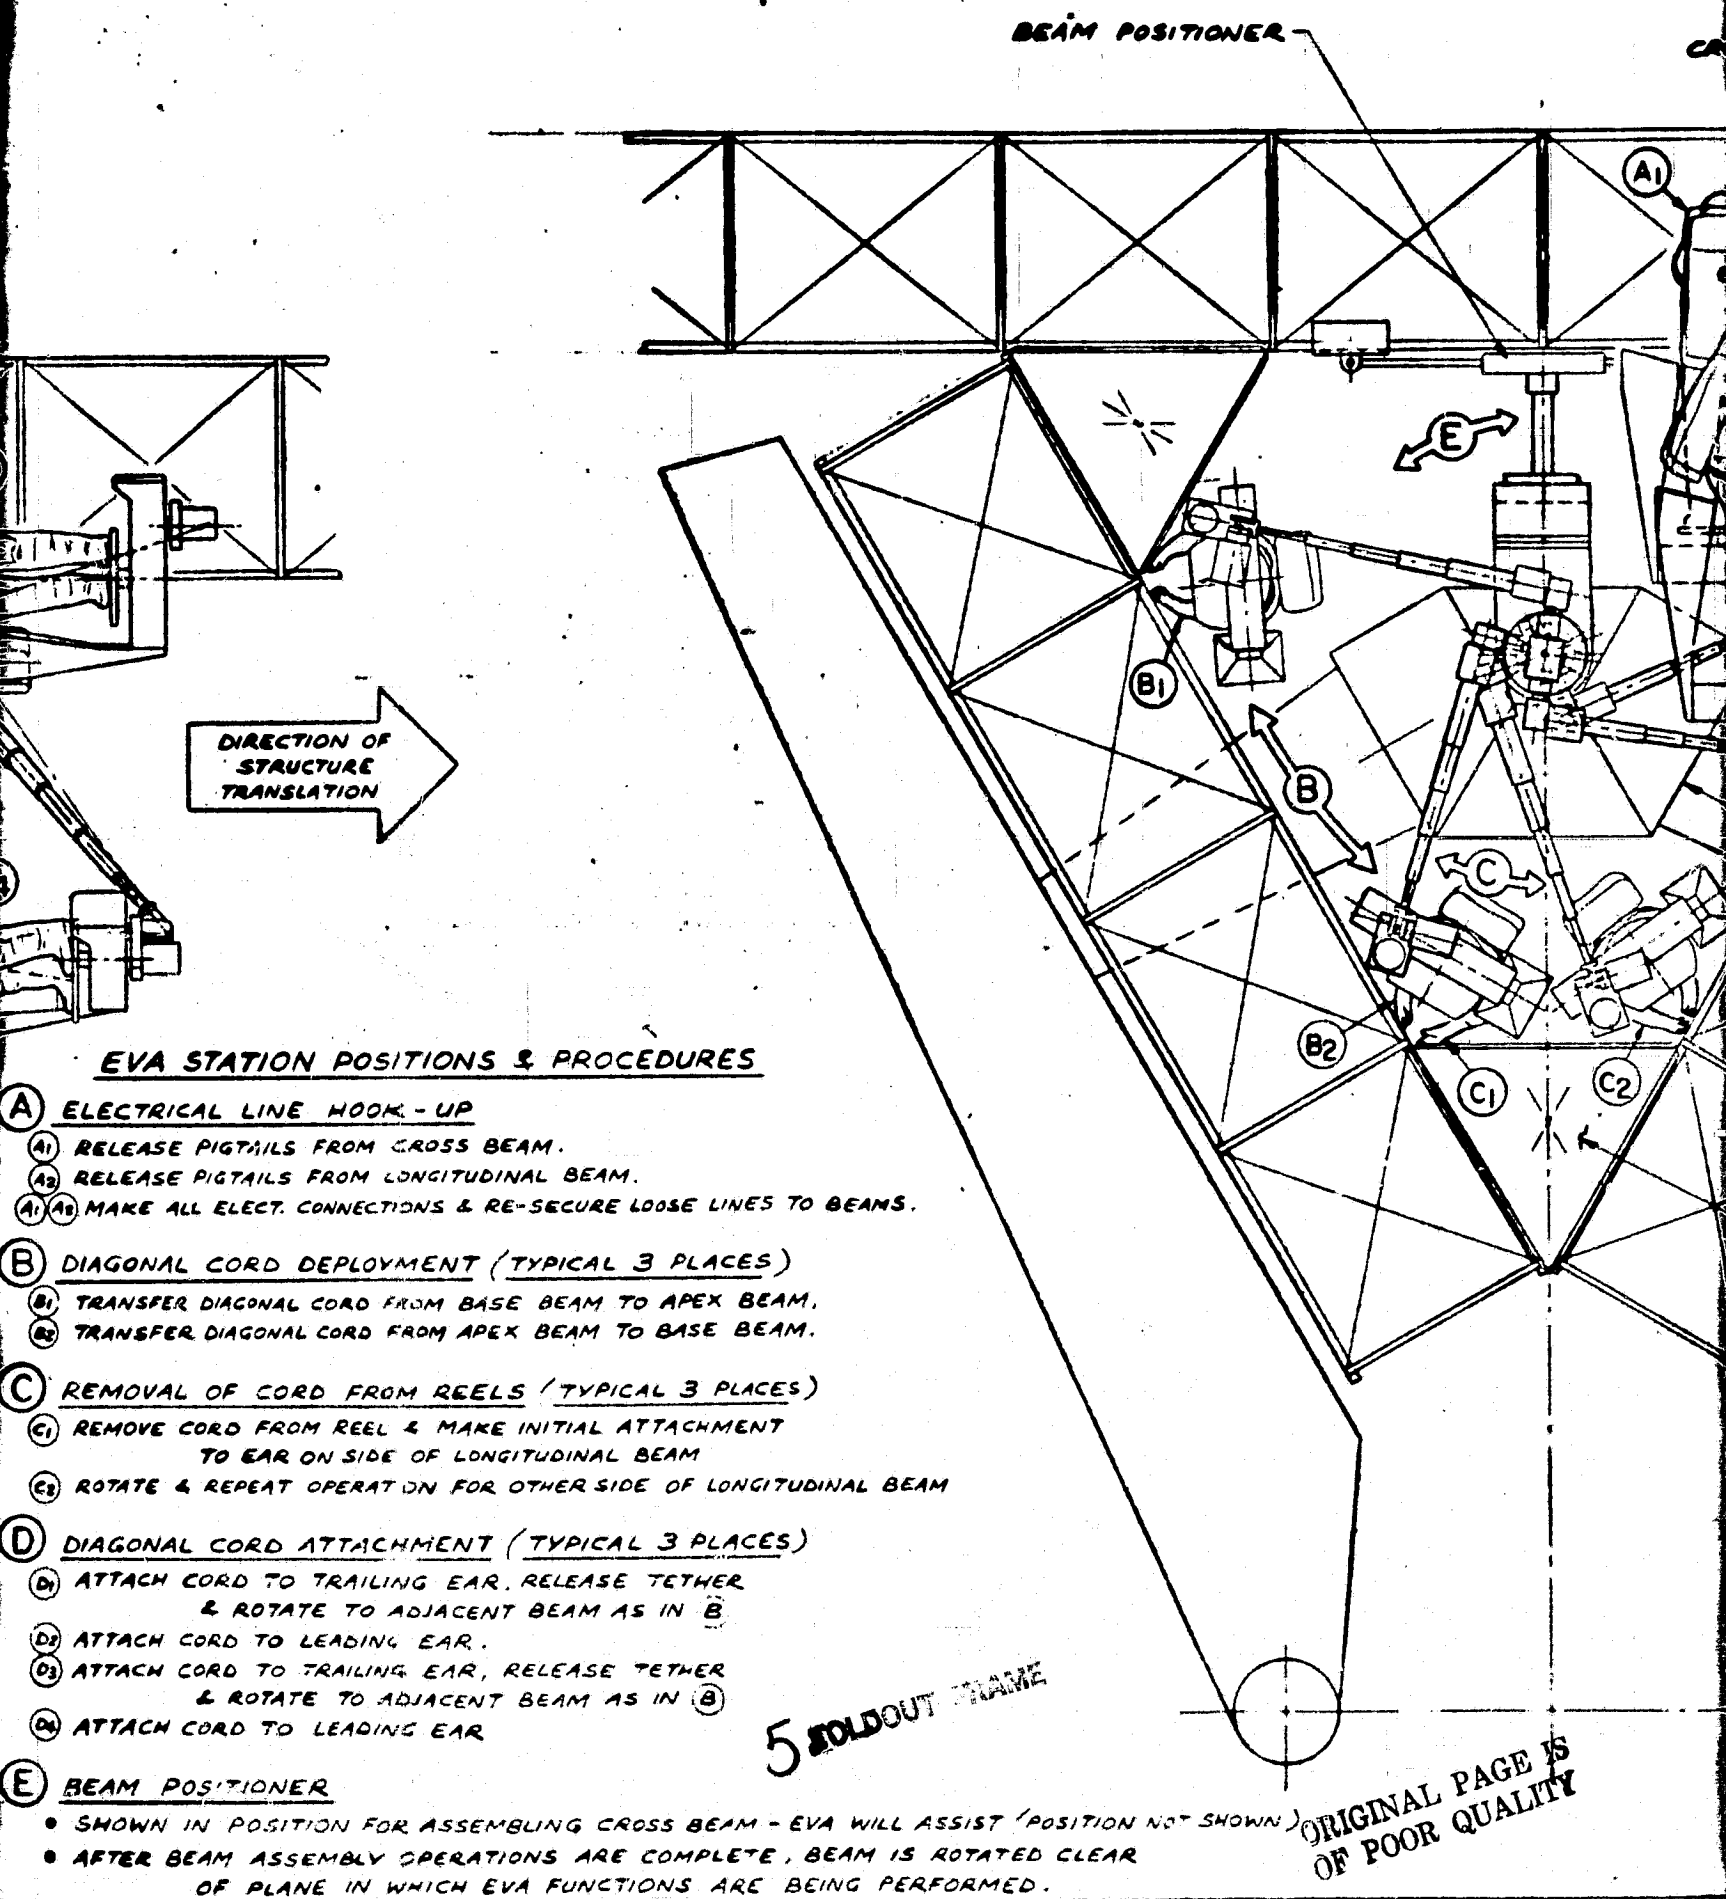 BEAM POSITIONER
CR
A1
E
B1
B
C
B2
C1
C2
DIRECTION OF
STRUCTURE
TRANSLATION
EVA STATION POSITIONS & PROCEDURES
A ELECTRICAL LINE HOOK-UP
A1 RELEASE PIGTAILS FROM CROSS BEAM.
A2 RELEASE PIGTAILS FROM LONGITUDINAL BEAM.
A1 A2 MAKE ALL ELECT. CONNECTIONS & RE-SECURE LOOSE LINES TO BEAMS.
B DIAGONAL CORD DEPLOYMENT (TYPICAL 3 PLACES)
B1 TRANSFER DIAGONAL CORD FROM BASE BEAM TO APEX BEAM.
B2 TRANSFER DIAGONAL CORD FROM APEX BEAM TO BASE BEAM.
C REMOVAL OF CORD FROM REELS (TYPICAL 3 PLACES)
C1 REMOVE CORD FROM REEL & MAKE INITIAL ATTACHMENT
TO EAR ON SIDE OF LONGITUDINAL BEAM
C2 ROTATE & REPEAT OPERATION FOR OTHER SIDE OF LONGITUDINAL BEAM
D DIAGONAL CORD ATTACHMENT (TYPICAL 3 PLACES)
D1 ATTACH CORD TO TRAILING EAR, RELEASE TETHER
& ROTATE TO ADJACENT BEAM AS IN B
D2 ATTACH CORD TO LEADING EAR.
D3 ATTACH CORD TO TRAILING EAR, RELEASE TETHER
& ROTATE TO ADJACENT BEAM AS IN B
D4 ATTACH CORD TO LEADING EAR
E BEAM POSITIONER
• SHOWN IN POSITION FOR ASSEMBLING CROSS BEAM - EVA WILL ASSIST (POSITION NOT SHOWN)
• AFTER BEAM ASSEMBLY OPERATIONS ARE COMPLETE, BEAM IS ROTATED CLEAR
OF PLANE IN WHICH EVA FUNCTIONS ARE BEING PERFORMED.
5 FOLDOUT FRAME
ORIGINAL PAGE IS
OF POOR QUALITY